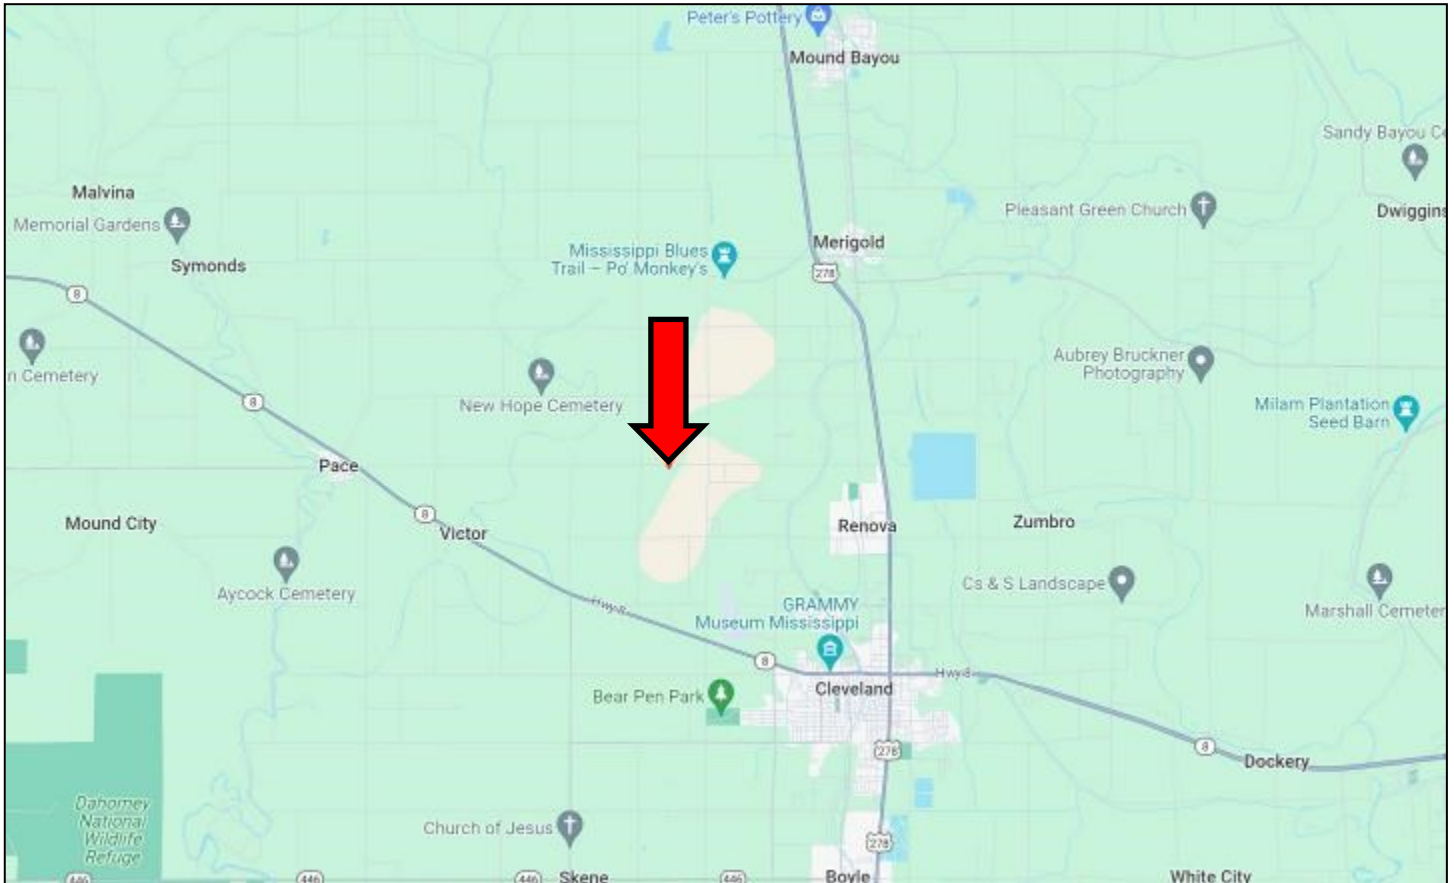 Peter's Pottery
Mound Bayou
Sandy Bayou C
Malvina
Memorial Gardens
Pleasant Green Church
Dwiggins
Mississippi Blues
Trail – Po' Monkey's
Merigold
Symonds
278
8
n Cemetery
Aubrey Bruckner
Photography
8
New Hope Cemetery
Milam Plantation
Seed Barn
Pace
8
Mound City
Victor
Renova
Zumbro
Aycock Cemetery
Cs & S Landscape
Hwy 8
GRAMMY
Museum Mississippi
Marshall Cemeter
8
Hwy 8
Bear Pen Park
Cleveland
278
8
Dockery
Dahomey
National
Wildlife
Refuge
Church of Jesus
278
446
446
446
Skene
446
Boyle
White City